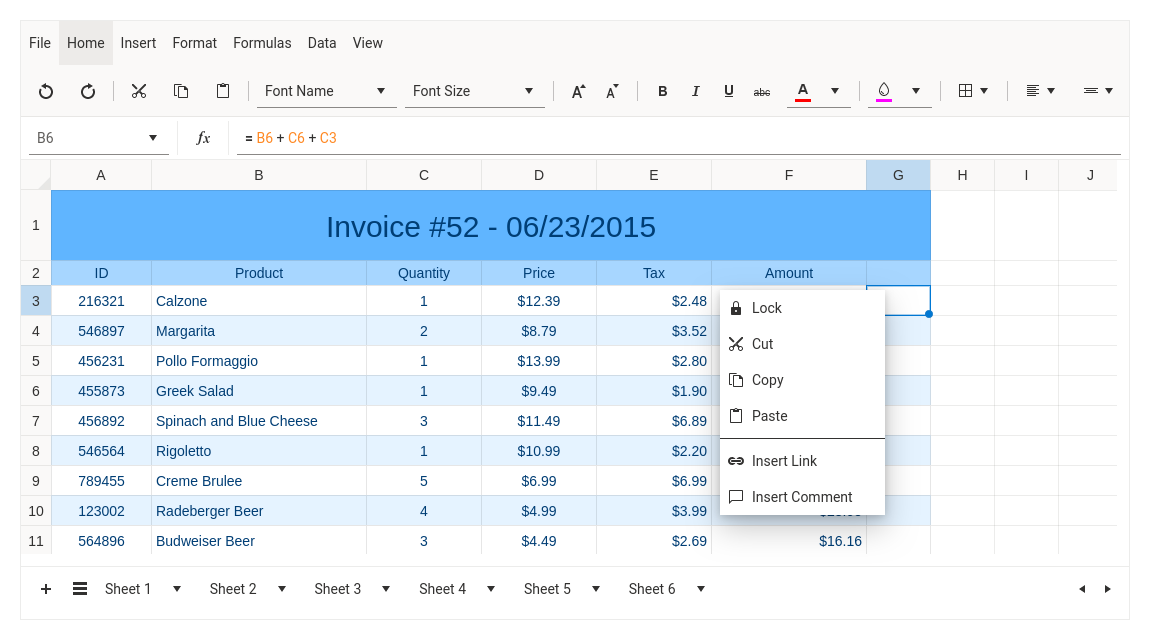 File Home Insert Format Formulas Data View
Font Name Font Size A A B I U abc A
B6 fx = B6 + C6 + C3
A B C D E F G H I J
1 Invoice #52 - 06/23/2015
2 ID Product Quantity Price Tax Amount
3 216321 Calzone 1 $12.39 $2.48
4 546897 Margarita 2 $8.79 $3.52
5 456231 Pollo Formaggio 1 $13.99 $2.80
6 455873 Greek Salad 1 $9.49 $1.90
7 456892 Spinach and Blue Cheese 3 $11.49 $6.89
8 546564 Rigoletto 1 $10.99 $2.20
9 789455 Creme Brulee 5 $6.99 $6.99
10 123002 Radeberger Beer 4 $4.99 $3.99
11 564896 Budweiser Beer 3 $4.49 $2.69 $16.16
Lock
Cut
Copy
Paste
Insert Link
Insert Comment
Sheet 1 Sheet 2 Sheet 3 Sheet 4 Sheet 5 Sheet 6